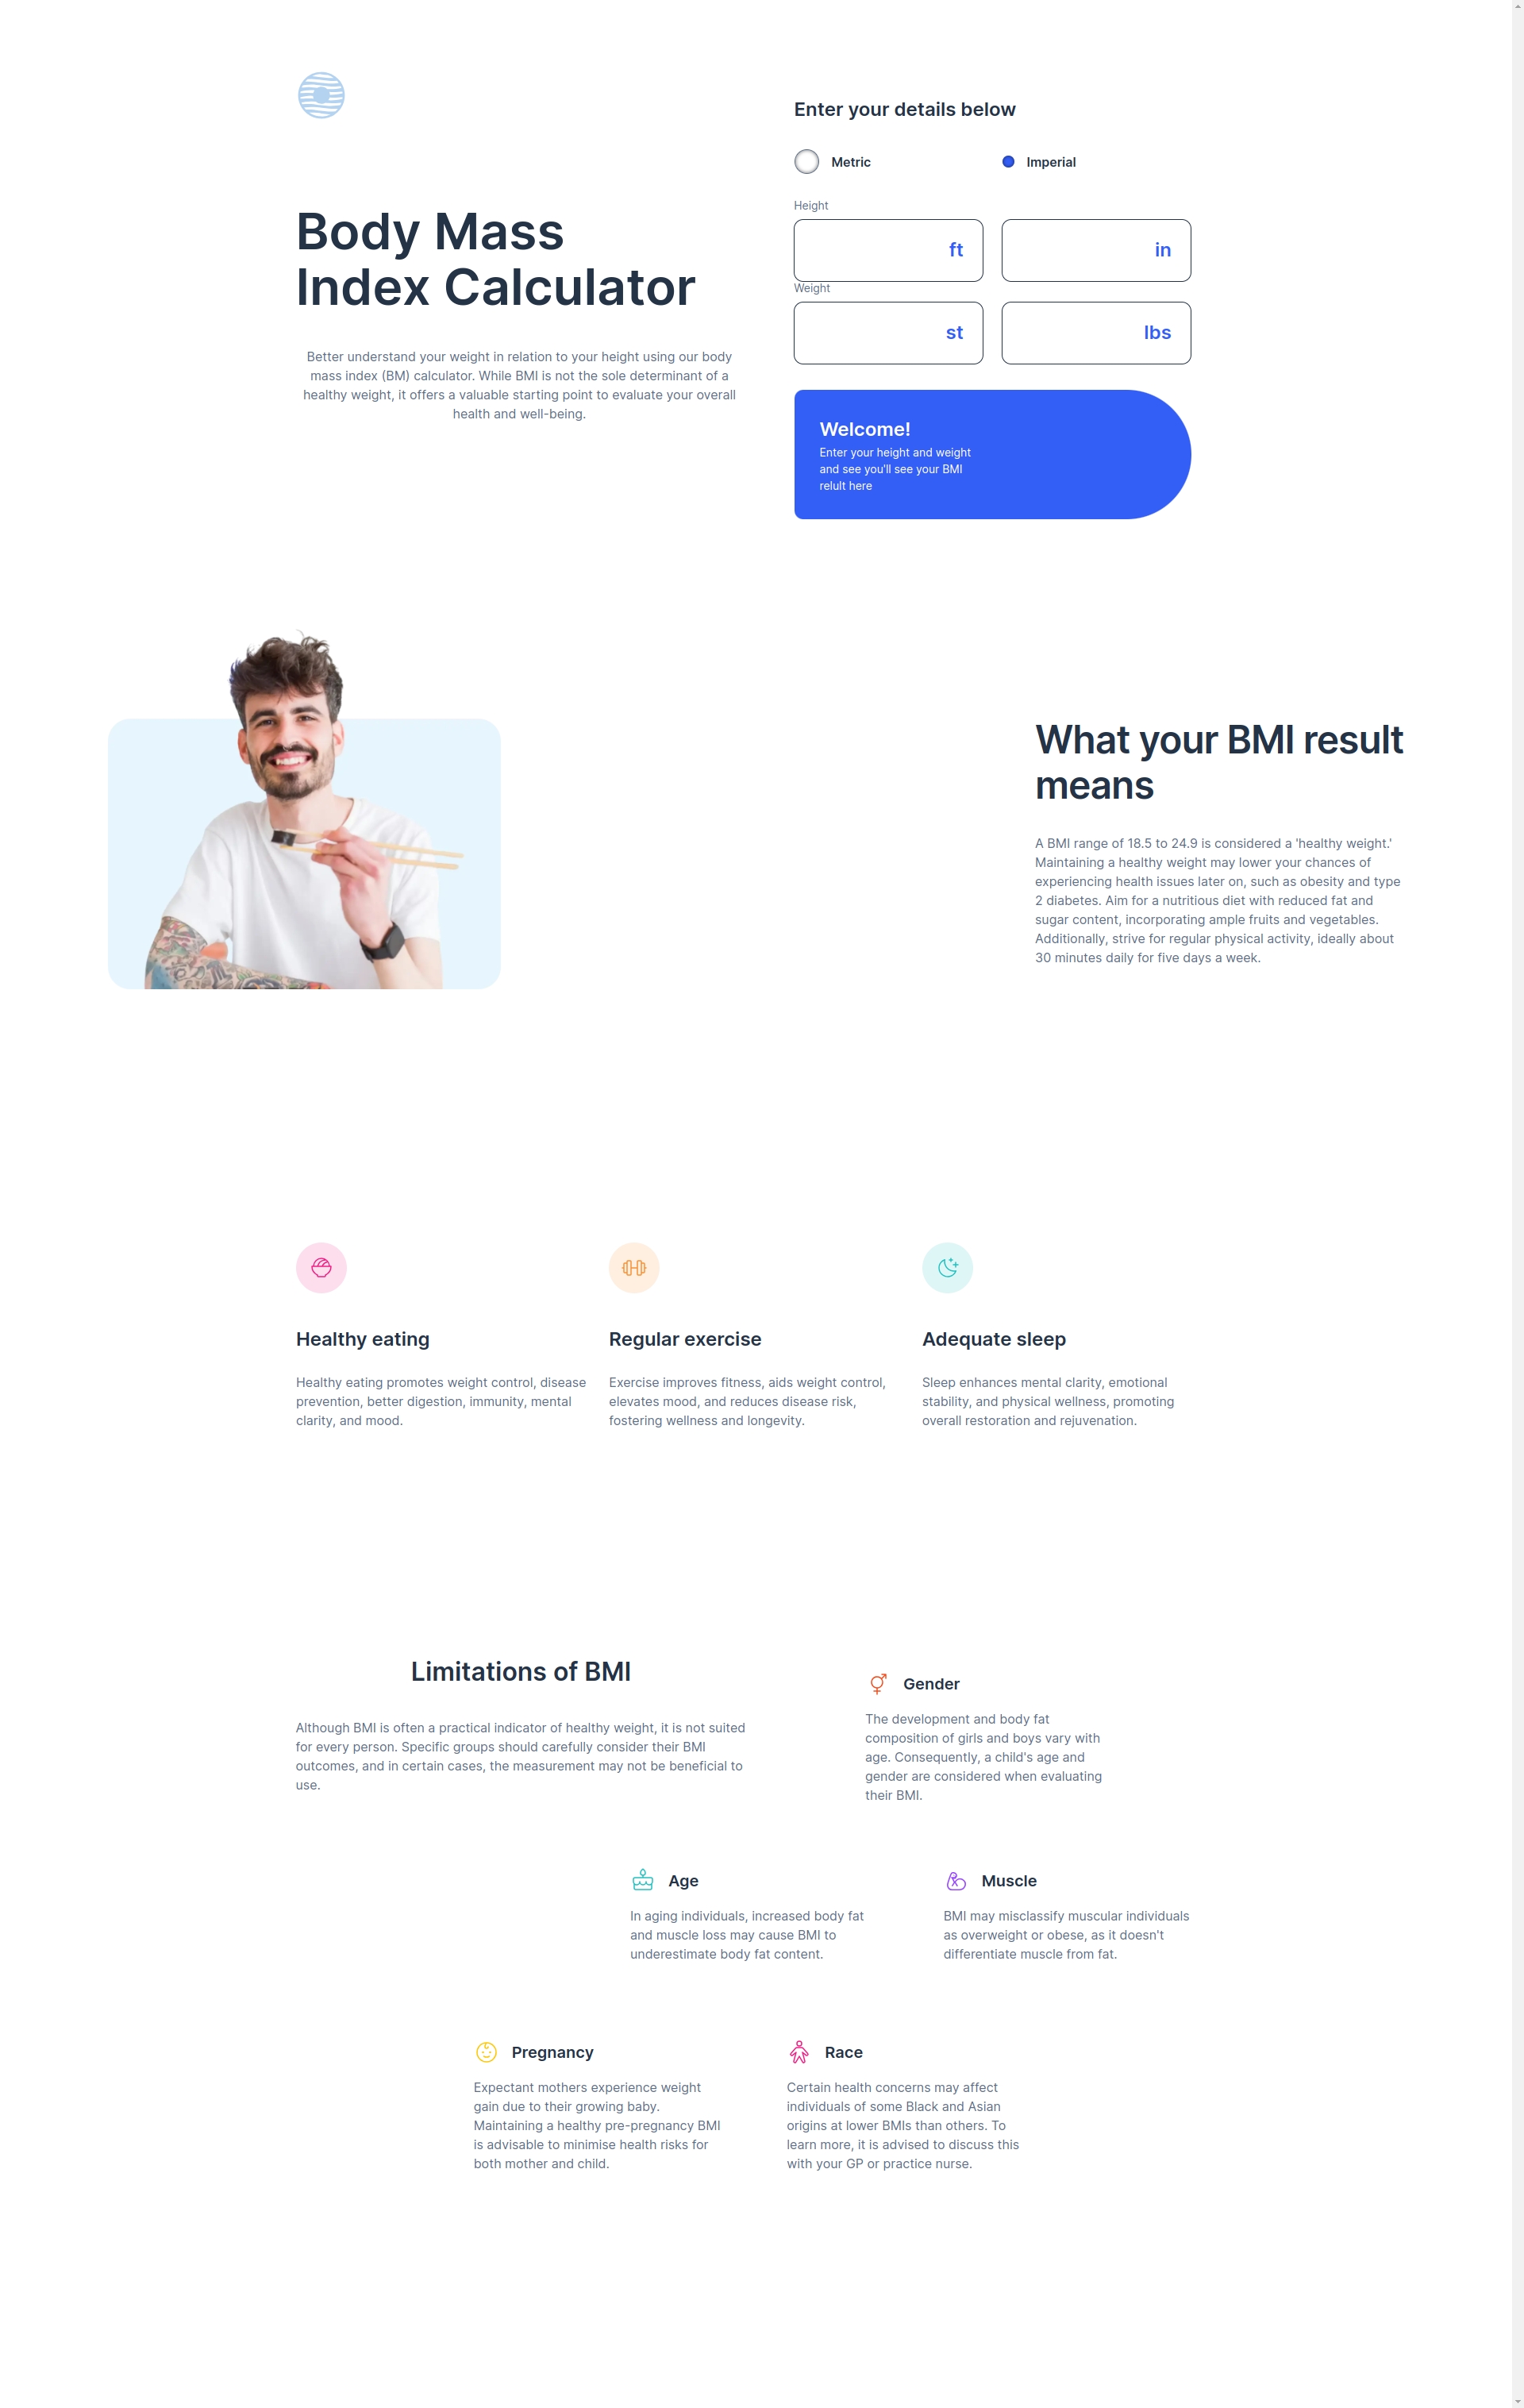 Body Mass
Index Calculator
Better understand your weight in relation to your height using our body
mass index (BM) calculator. While BMI is not the sole determinant of a
healthy weight, it offers a valuable starting point to evaluate your overall
health and well-being.
Enter your details below
Metric
Imperial
Height
ft
in
Weight
st
lbs
Welcome!
Enter your height and weight
and see you'll see your BMI
relult here
What your BMI result
means
A BMI range of 18.5 to 24.9 is considered a 'healthy weight.'
Maintaining a healthy weight may lower your chances of
experiencing health issues later on, such as obesity and type
2 diabetes. Aim for a nutritious diet with reduced fat and
sugar content, incorporating ample fruits and vegetables.
Additionally, strive for regular physical activity, ideally about
30 minutes daily for five days a week.
Healthy eating
Healthy eating promotes weight control, disease
prevention, better digestion, immunity, mental
clarity, and mood.
Regular exercise
Exercise improves fitness, aids weight control,
elevates mood, and reduces disease risk,
fostering wellness and longevity.
Adequate sleep
Sleep enhances mental clarity, emotional
stability, and physical wellness, promoting
overall restoration and rejuvenation.
Limitations of BMI
Although BMI is often a practical indicator of healthy weight, it is not suited
for every person. Specific groups should carefully consider their BMI
outcomes, and in certain cases, the measurement may not be beneficial to
use.
Gender
The development and body fat
composition of girls and boys vary with
age. Consequently, a child's age and
gender are considered when evaluating
their BMI.
Age
In aging individuals, increased body fat
and muscle loss may cause BMI to
underestimate body fat content.
Muscle
BMI may misclassify muscular individuals
as overweight or obese, as it doesn't
differentiate muscle from fat.
Pregnancy
Expectant mothers experience weight
gain due to their growing baby.
Maintaining a healthy pre-pregnancy BMI
is advisable to minimise health risks for
both mother and child.
Race
Certain health concerns may affect
individuals of some Black and Asian
origins at lower BMIs than others. To
learn more, it is advised to discuss this
with your GP or practice nurse.